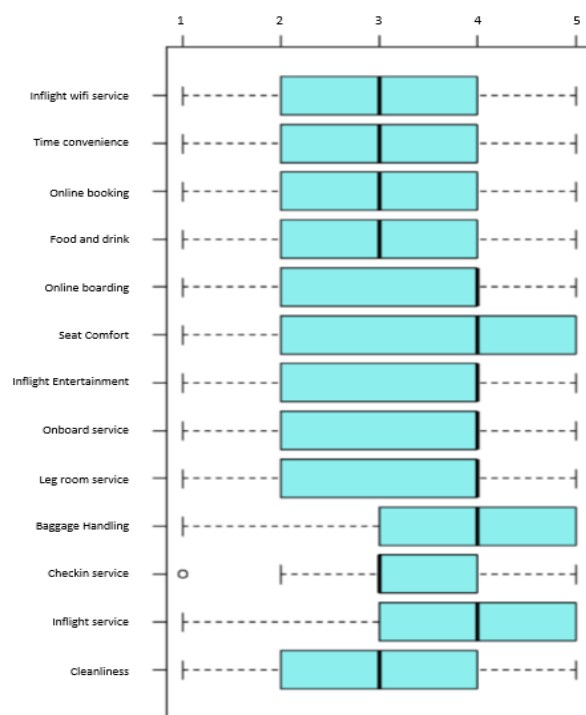 1 2 3 4 5
Inflight wifi service
Time convenience
Online booking
Food and drink
Online boarding
Seat Comfort
Inflight Entertainment
Onboard service
Leg room service
Baggage Handling
Checkin service
Inflight service
Cleanliness